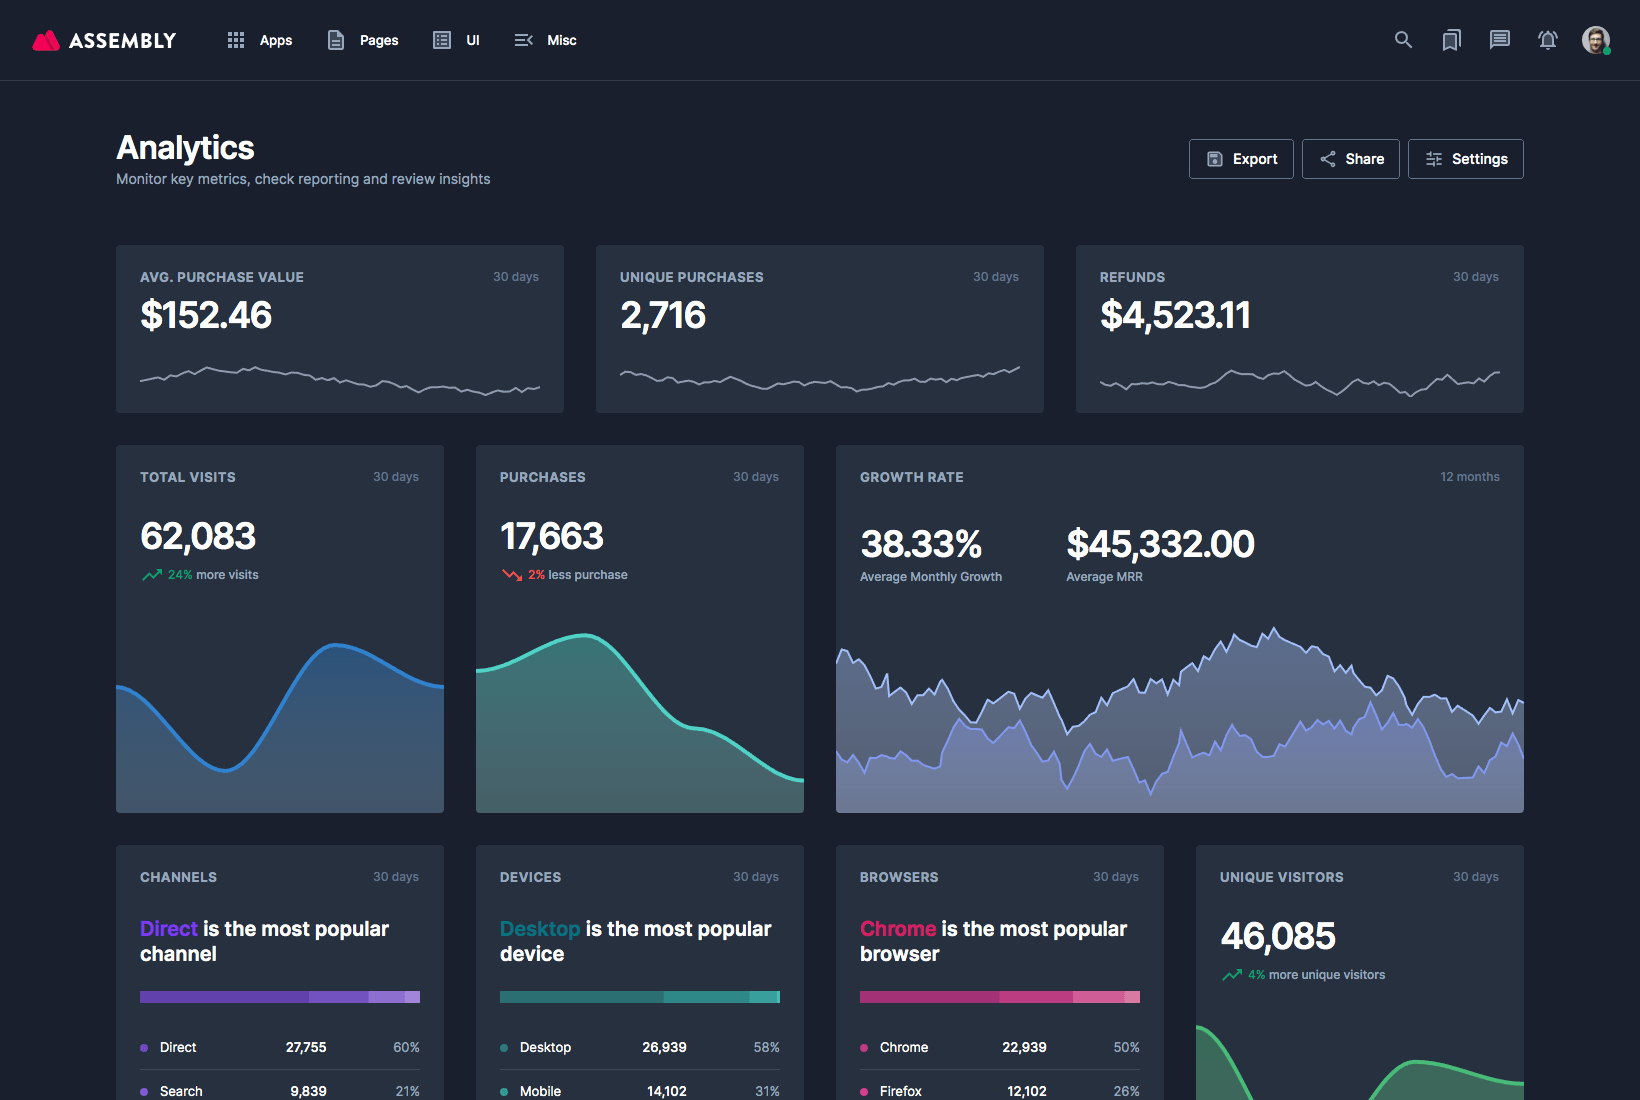 ASSEMBLY Apps Pages UI Misc
Analytics
Monitor key metrics, check reporting and review insights
Export Share Settings
AVG. PURCHASE VALUE 30 days
$152.46
UNIQUE PURCHASES 30 days
2,716
REFUNDS 30 days
$4,523.11
TOTAL VISITS 30 days
62,083
24% more visits
PURCHASES 30 days
17,663
2% less purchase
GROWTH RATE 12 months
38.33% $45,332.00
Average Monthly Growth Average MRR
CHANNELS 30 days
Direct is the most popular
channel
Direct 27,755 60%
Search 9,839 21%
DEVICES 30 days
Desktop is the most popular
device
Desktop 26,939 58%
Mobile 14,102 31%
BROWSERS 30 days
Chrome is the most popular
browser
Chrome 22,939 50%
Firefox 12,102 26%
UNIQUE VISITORS 30 days
46,085
4% more unique visitors